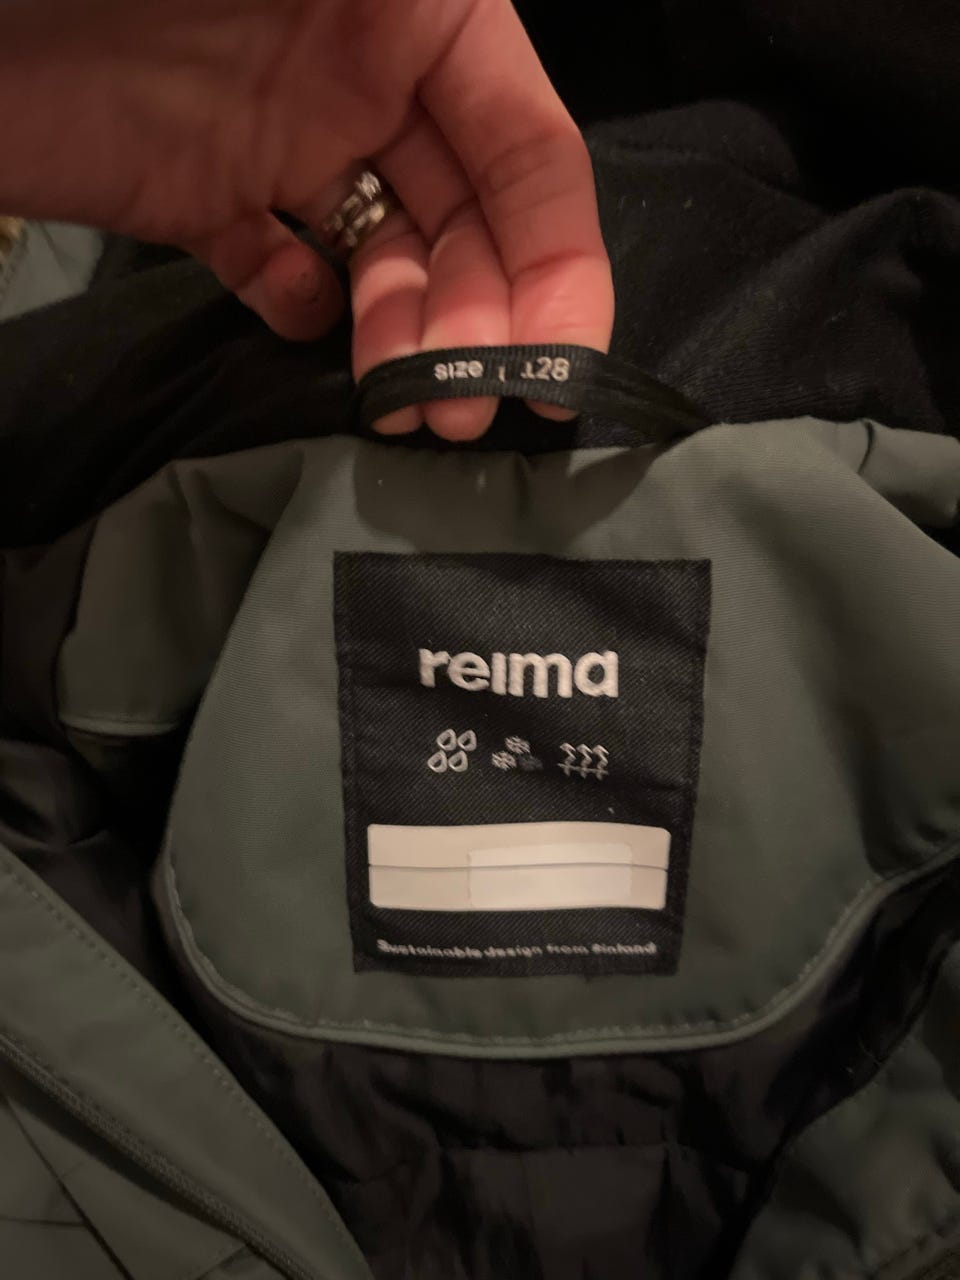 size | 128
reima
Sustainable design from Finland